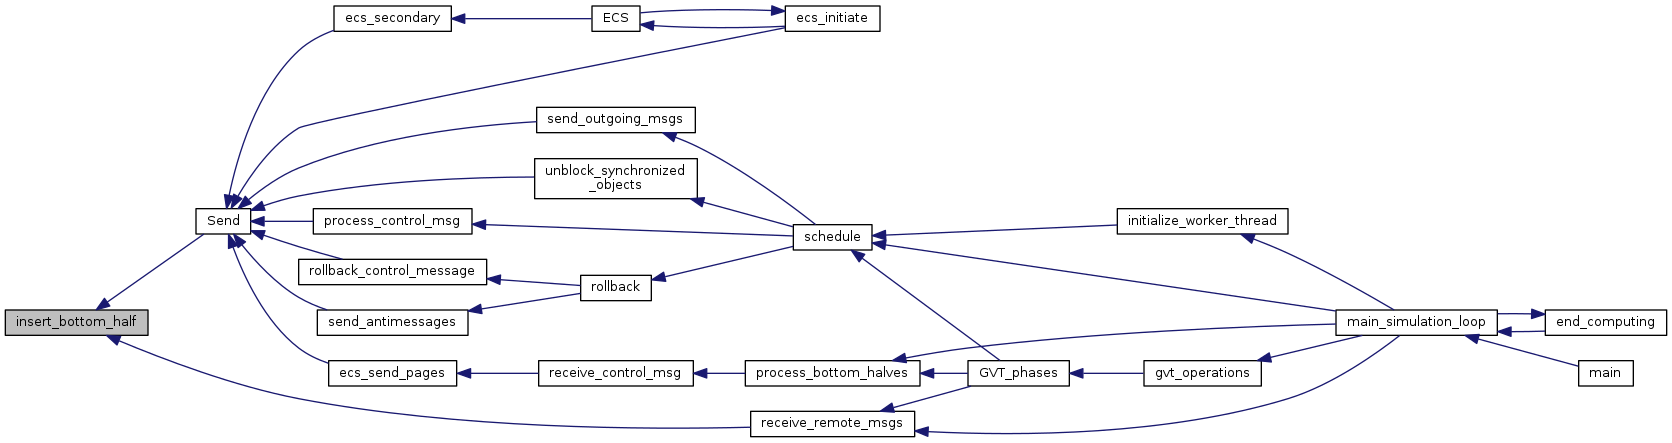 ecs_secondary
ECS
ecs_initiate
send_outgoing_msgs
unblock_synchronized
_objects
Send
process_control_msg
schedule
initialize_worker_thread
rollback_control_message
rollback
insert_bottom_half
send_antimessages
main_simulation_loop
end_computing
ecs_send_pages
receive_control_msg
process_bottom_halves
GVT_phases
gvt_operations
main
receive_remote_msgs